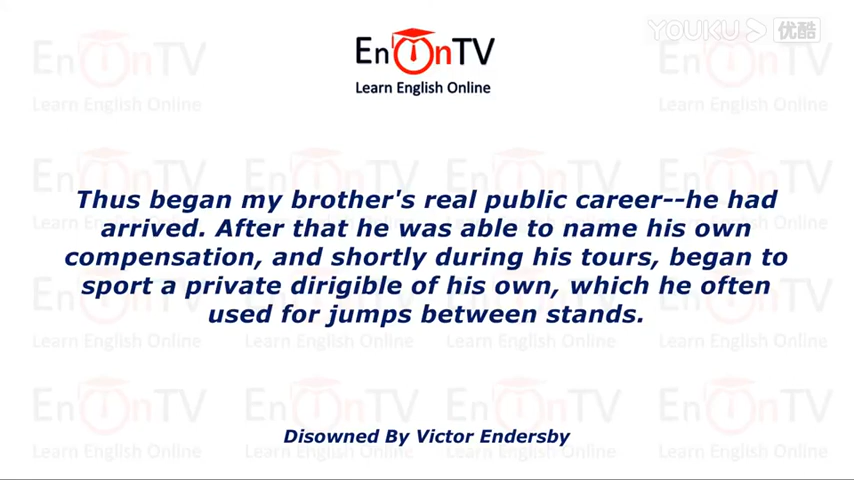 YOUKU 优酷
EnOnTV
Learn English Online
Thus began my brother's real public career--he had
arrived. After that he was able to name his own
compensation, and shortly during his tours, began to
sport a private dirigible of his own, which he often
used for jumps between stands.
Disowned By Victor Endersby